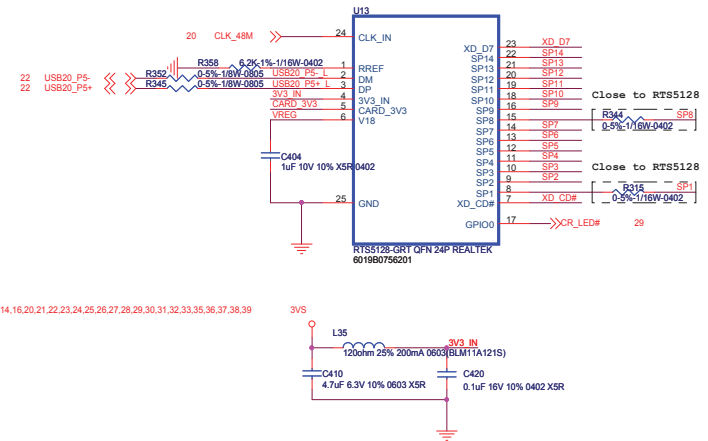 U13
20 CLK_48M 24 CLK_IN
R358 6.2K-1%-1/16W-0402 1 RREF
22 USB20_P5- R352 0-5%-1/8W-0805 USB20_P5-_L 2 DM
22 USB20_P5+ R345 0-5%-1/8W-0805 USB20_P5+_L 3 DP
3V3_IN 4 3V3_IN
CARD_3V3 5 CARD_3V3
VREG 6 V18
C404
1uF 10V 10% X5R 0402
25 GND
XD_D7 23 XD_D7
SP14 22 SP14
SP13 21 SP13
SP12 20 SP12
SP11 19 SP11
SP10 18 SP10
SP9 16 SP9
SP8 15
SP7 14 SP7
SP6 13 SP6
SP5 12 SP5
SP4 11 SP4
SP3 10 SP3
SP2 9 SP2
SP1 8
XD_CD# 7 XD_CD#
GPIO0 17 CR_LED# 29
Close to RTS5128
R344 SP8
0-5%-1/16W-0402
Close to RTS5128
R315 SP1
0-5%-1/16W-0402
RTS5128-GRT QFN 24P REALTEK
6019B0756201
14,16,20,21,22,23,24,25,26,27,28,29,30,31,32,33,35,36,37,38,39 3VS
L35
3V3_IN
120ohm 25% 200mA 0603(BLM11A121S)
C410
4.7uF 6.3V 10% 0603 X5R
C420
0.1uF 16V 10% 0402 X5R